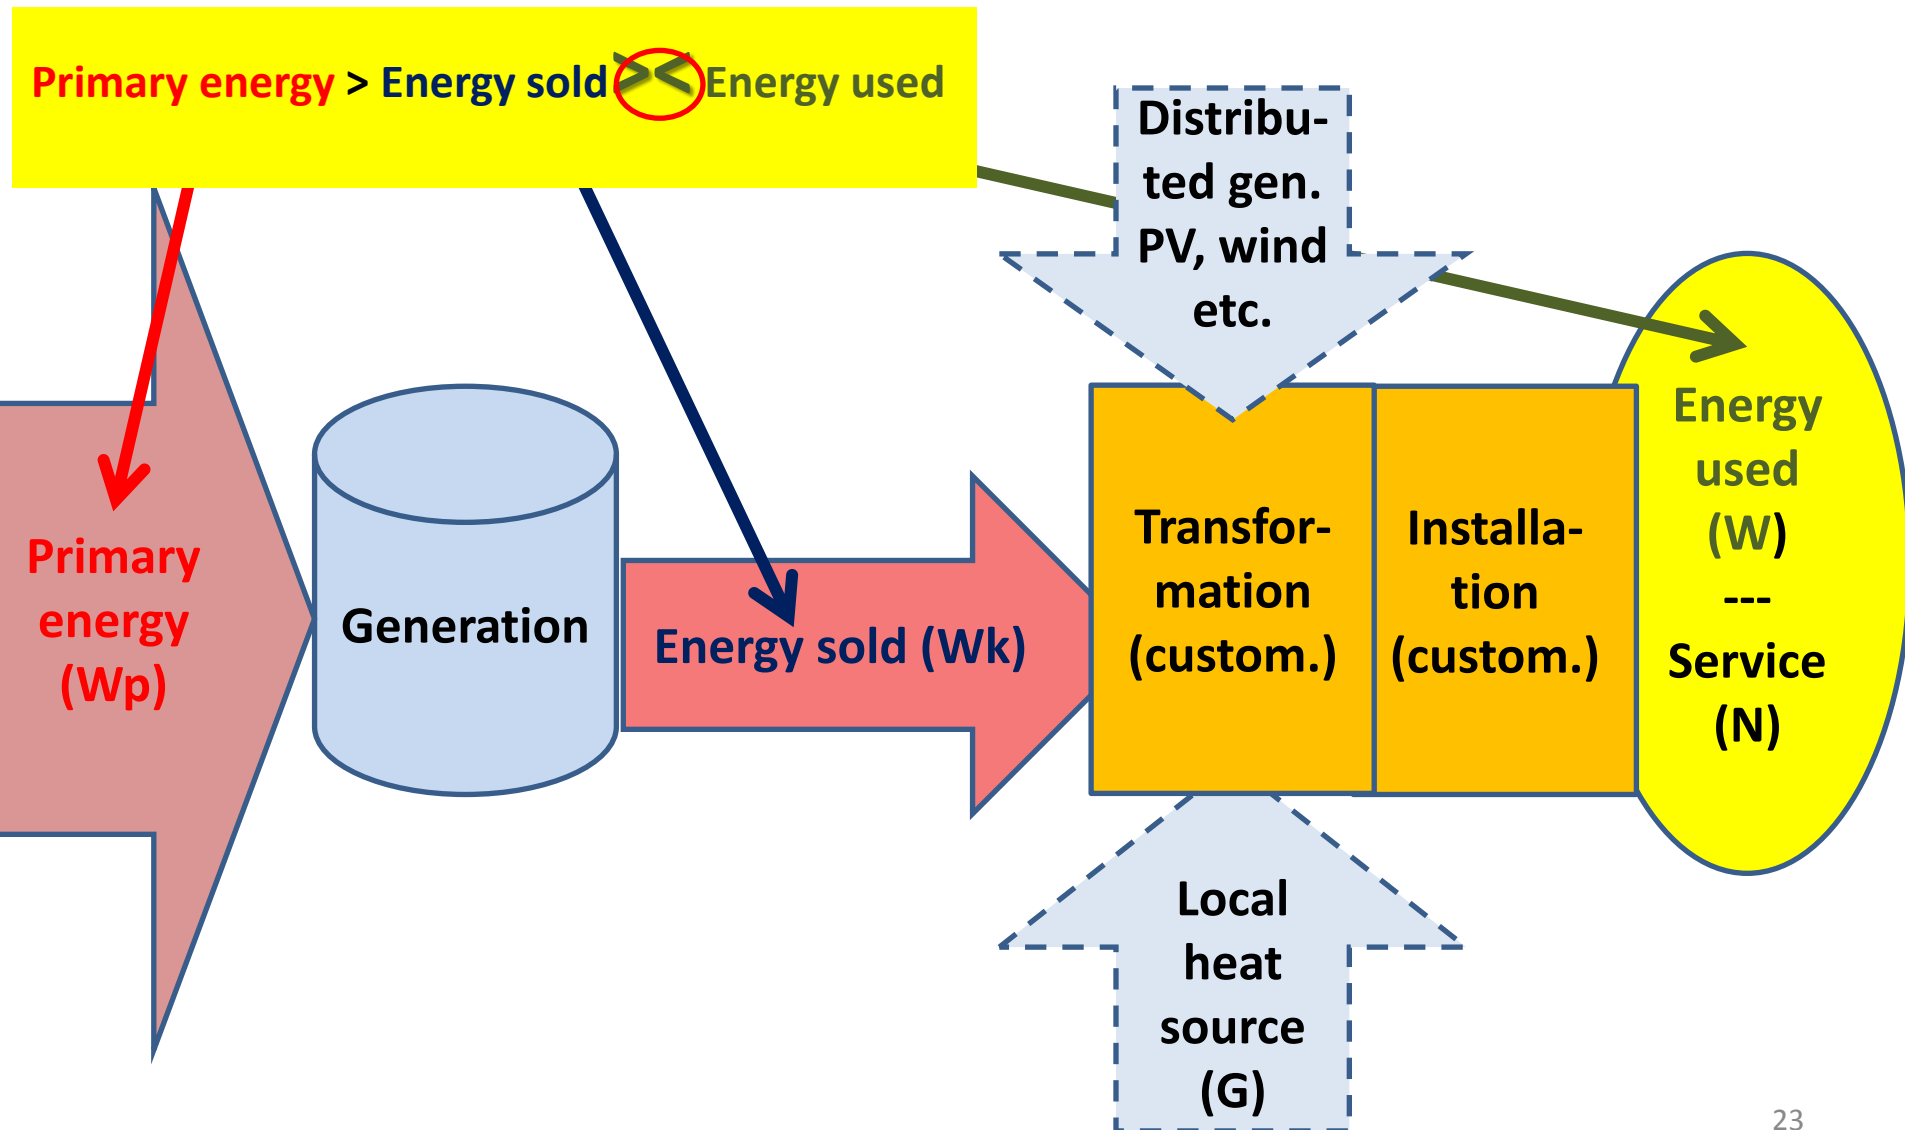 Primary energy > Energy sold >< Energy used
Distribu-
ted gen.
PV, wind
etc.
Primary
energy
(Wp)
Generation
Energy sold (Wk)
Transfor-
mation
(custom.)
Installa-
tion
(custom.)
Energy
used
(W)
---
Service
(N)
Local
heat
source
(G)
23